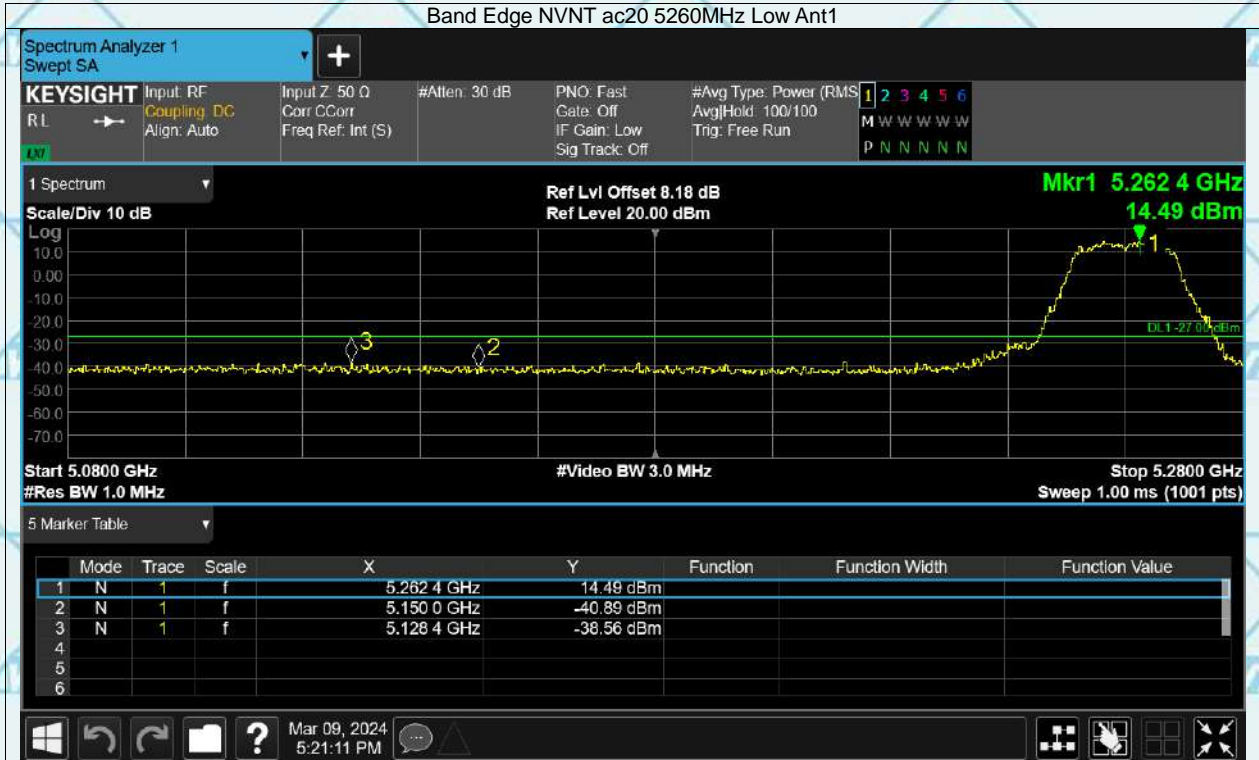 Band Edge NVNT ac20 5260MHz Low Ant1
Spectrum Analyzer 1
Swept SA
KEYSIGHT
RL
LXI
Input: RF
Coupling: DC
Align: Auto
Input Z: 50 Ω
Corr CCorr
Freq Ref: Int (S)
#Atten: 30 dB
PNO: Fast
Gate: Off
IF Gain: Low
Sig Track: Off
#Avg Type: Power (RMS
Avg|Hold: 100/100
Trig: Free Run
1 2 3 4 5 6
M W W W W W
P N N N N N
1 Spectrum
Scale/Div 10 dB
Ref Lvl Offset 8.18 dB
Ref Level 20.00 dBm
Mkr1 5.262 4 GHz
14.49 dBm
Log
10.0
0.00
-10.0
-20.0
-30.0
-40.0
-50.0
-60.0
-70.0
1
2
3
DL1 -27.00 dBm
Start 5.0800 GHz
#Video BW 3.0 MHz
Stop 5.2800 GHz
#Res BW 1.0 MHz
Sweep 1.00 ms (1001 pts)
5 Marker Table
Mode Trace Scale X Y Function Function Width Function Value
1 N 1 f 5.262 4 GHz 14.49 dBm
2 N 1 f 5.150 0 GHz -40.89 dBm
3 N 1 f 5.128 4 GHz -38.56 dBm
4
5
6
?
Mar 09, 2024
5:21:11 PM